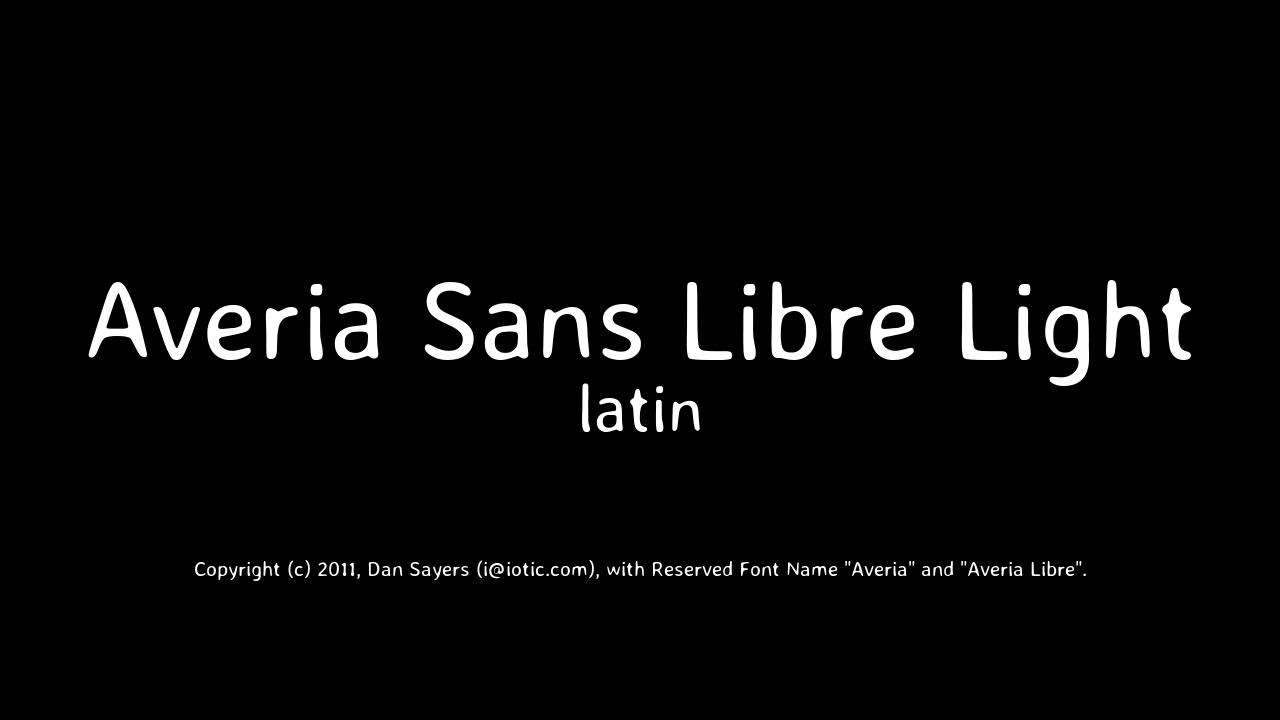 Averia Sans Libre Light
latin
Copyright (c) 2011, Dan Sayers (i@iotic.com), with Reserved Font Name "Averia" and "Averia Libre".